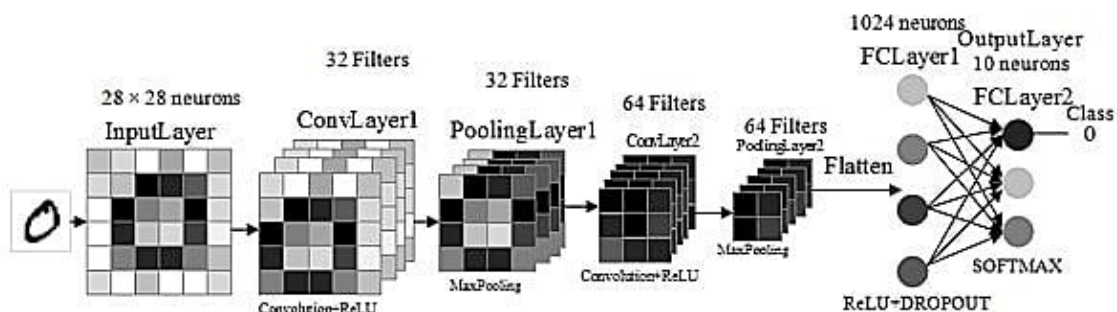 28 × 28 neurons
InputLayer
32 Filters
ConvLayer1
Convolution+ReLU
32 Filters
PoolingLayer1
MaxPooling
64 Filters
ConvLayer2
Convolution+ReLU
64 Filters
PoolingLayer2
MaxPooling
Flatten
1024 neurons
FCLayer1
ReLU+DROPOUT
OutputLayer
10 neurons
FCLayer2
SOFTMAX
Class
0